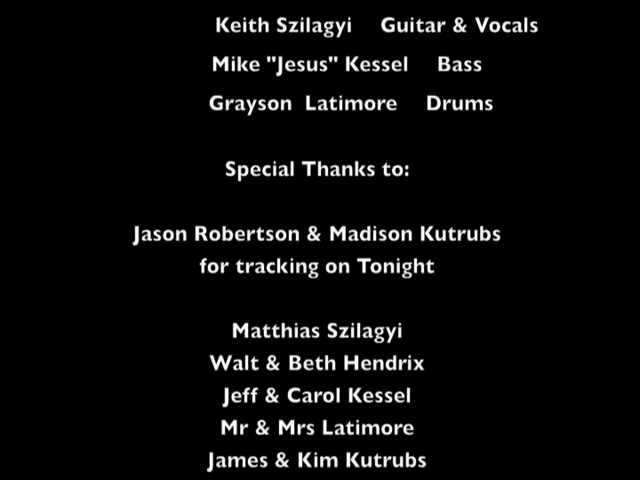 Keith Szilagyi Guitar & Vocals
Mike "Jesus" Kessel Bass
Grayson Latimore Drums
Special Thanks to:
Jason Robertson & Madison Kutrubs
for tracking on Tonight
Matthias Szilagyi
Walt & Beth Hendrix
Jeff & Carol Kessel
Mr & Mrs Latimore
James & Kim Kutrubs